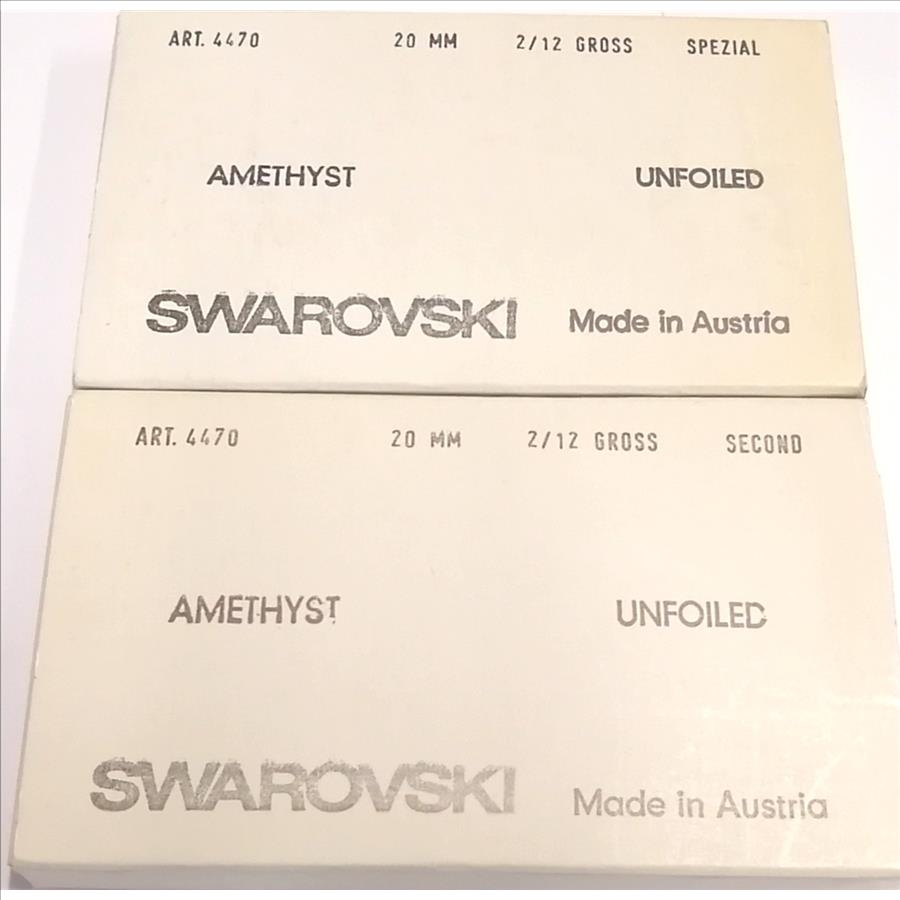 ART. 4470 20 MM 2/12 GROSS SPEZIAL
AMETHYST UNFOILED
SWAROVSKI Made in Austria
ART. 4470 20 MM 2/12 GROSS SECOND
AMETHYST UNFOILED
SWAROVSKI Made in Austria